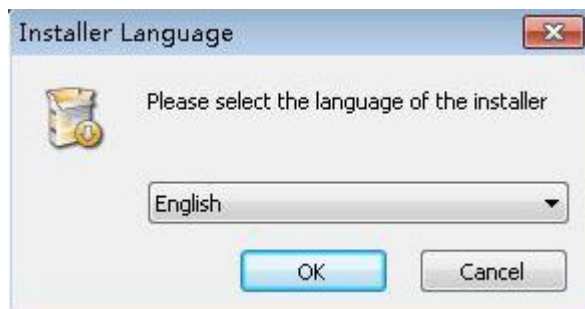 Installer Language
Please select the language of the installer
English
OK
Cancel